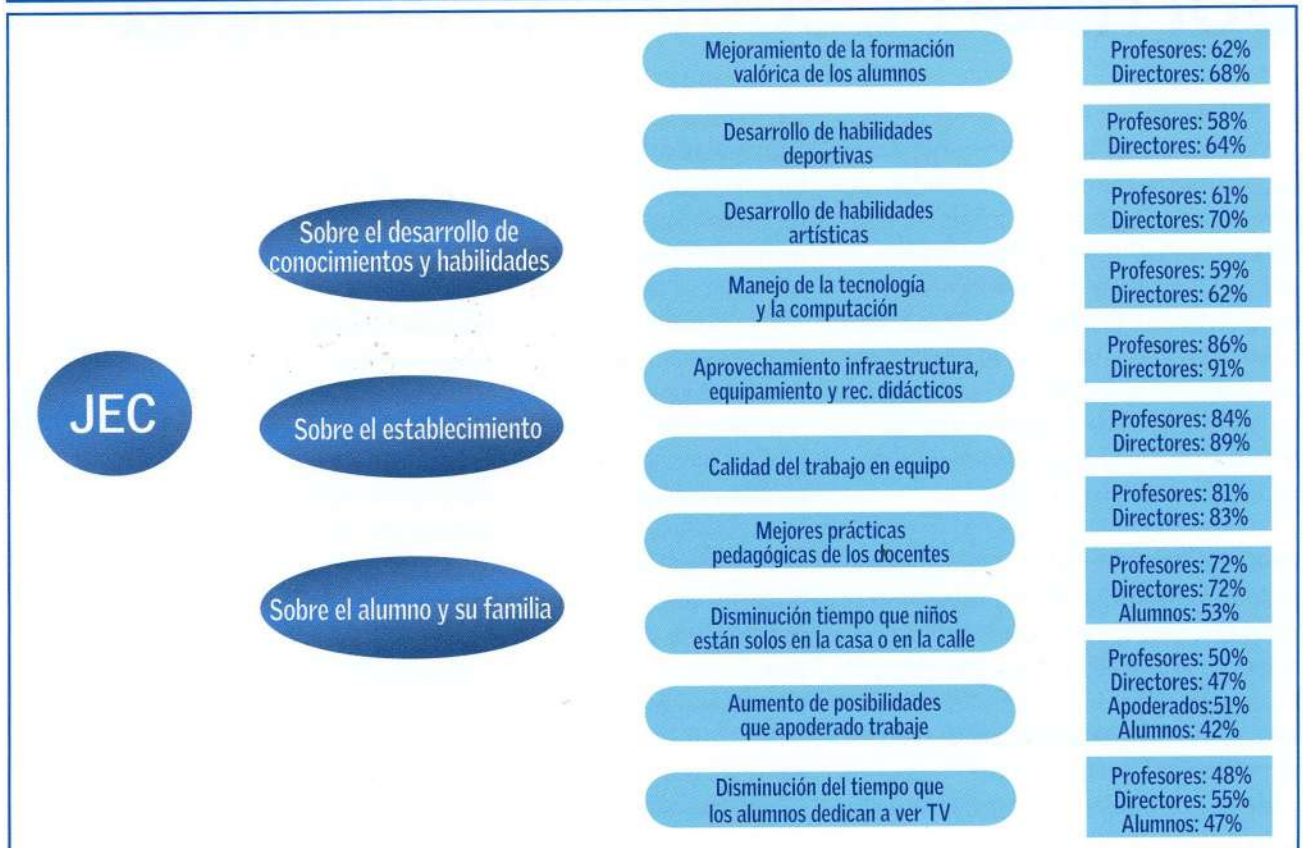 Mejoramiento de la formación
valórica de los alumnos
Profesores: 62%
Directores: 68%
Desarrollo de habilidades
deportivas
Profesores: 58%
Directores: 64%
Sobre el desarrollo de
conocimientos y habilidades
Desarrollo de habilidades
artísticas
Profesores: 61%
Directores: 70%
Manejo de la tecnología
y la computación
Profesores: 59%
Directores: 62%
JEC
Sobre el establecimiento
Aprovechamiento infraestructura,
equipamiento y rec. didácticos
Profesores: 86%
Directores: 91%
Calidad del trabajo en equipo
Profesores: 84%
Directores: 89%
Mejores prácticas
pedagógicas de los docentes
Profesores: 81%
Directores: 83%
Sobre el alumno y su familia
Disminución tiempo que niños
están solos en la casa o en la calle
Profesores: 72%
Directores: 72%
Alumnos: 53%
Aumento de posibilidades
que apoderado trabaje
Profesores: 50%
Directores: 47%
Apoderados:51%
Alumnos: 42%
Disminución del tiempo que
los alumnos dedican a ver TV
Profesores: 48%
Directores: 55%
Alumnos: 47%